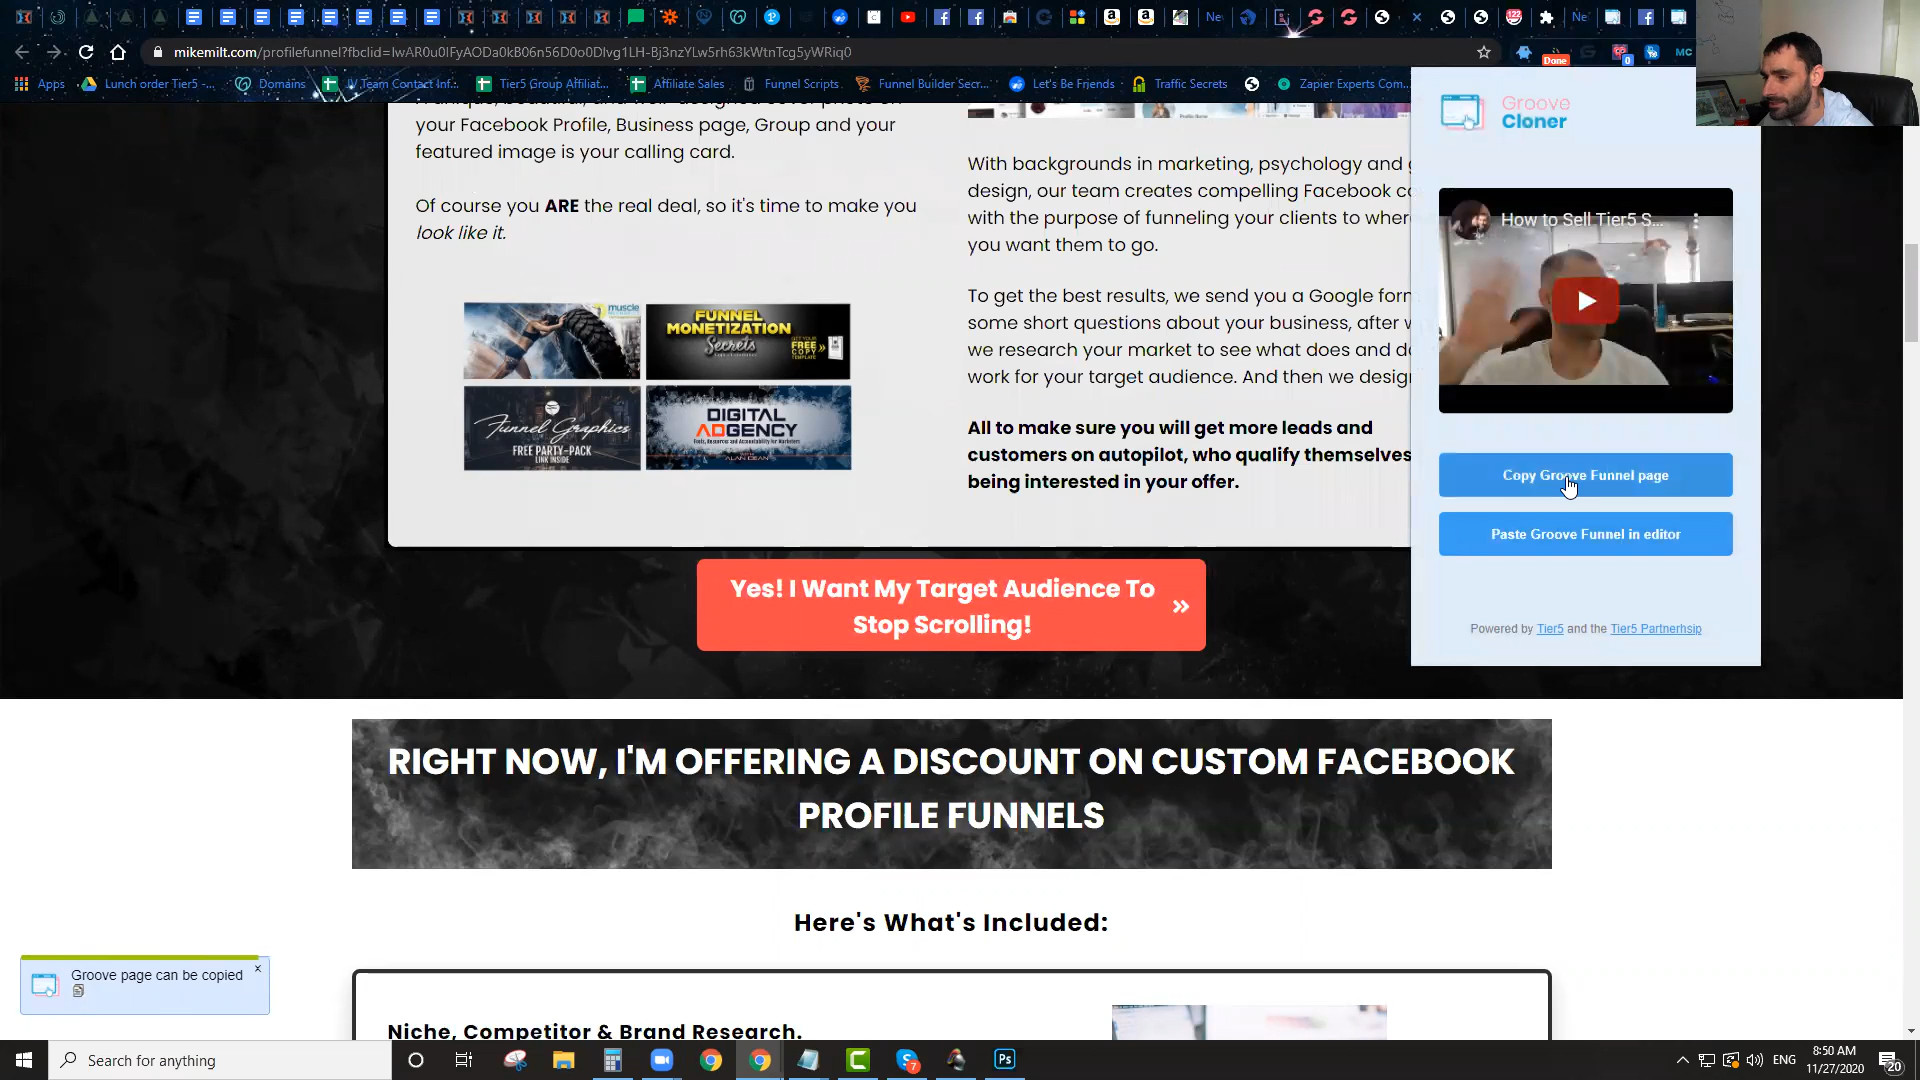 mikemilt.com/profilefunnel?fbclid=IwAR0u0IFyAODa0kB06n56D0o0Dlvg1LH-Bj3nzYLw5rh63kWtnTcg5yWRiq0
Done
0
MC
Apps
Lunch order Tier5 -...
Domains
JV Team Contact Inf...
Tier5 Group Affiliat...
Affiliate Sales
Funnel Scripts
Funnel Builder Secr...
Let's Be Friends
Traffic Secrets
Zapier Experts Com...
your Facebook Profile, Business page, Group and your
featured image is your calling card.
Of course you ARE the real deal, so it's time to make you
look like it.
FUNNEL
MONETIZATION
Secrets
Funnel Graphics
FREE PARTY-PACK
LINK INSIDE
DIGITAL
ADGENCY
With backgrounds in marketing, psychology and
design, our team creates compelling Facebook
with the purpose of funneling your clients to
you want them to go.
To get the best results, we send you a Google
some short questions about your business, after
we research your market to see what does and
work for your target audience. And then we
All to make sure you will get more leads and
customers on autopilot, who qualify themselves
being interested in your offer.
Yes! I Want My Target Audience To
Stop Scrolling!
Groove
Cloner
How to Sell Tier5 S...
Copy Groove Funnel page
Paste Groove Funnel in editor
Powered by Tier5 and the Tier5 Partnerhsip
RIGHT NOW, I'M OFFERING A DISCOUNT ON CUSTOM FACEBOOK
PROFILE FUNNELS
Here's What's Included:
Niche, Competitor & Brand Research.
Groove page can be copied
Search for anything
Ps
7
ENG
8:50 AM
11/27/2020
20